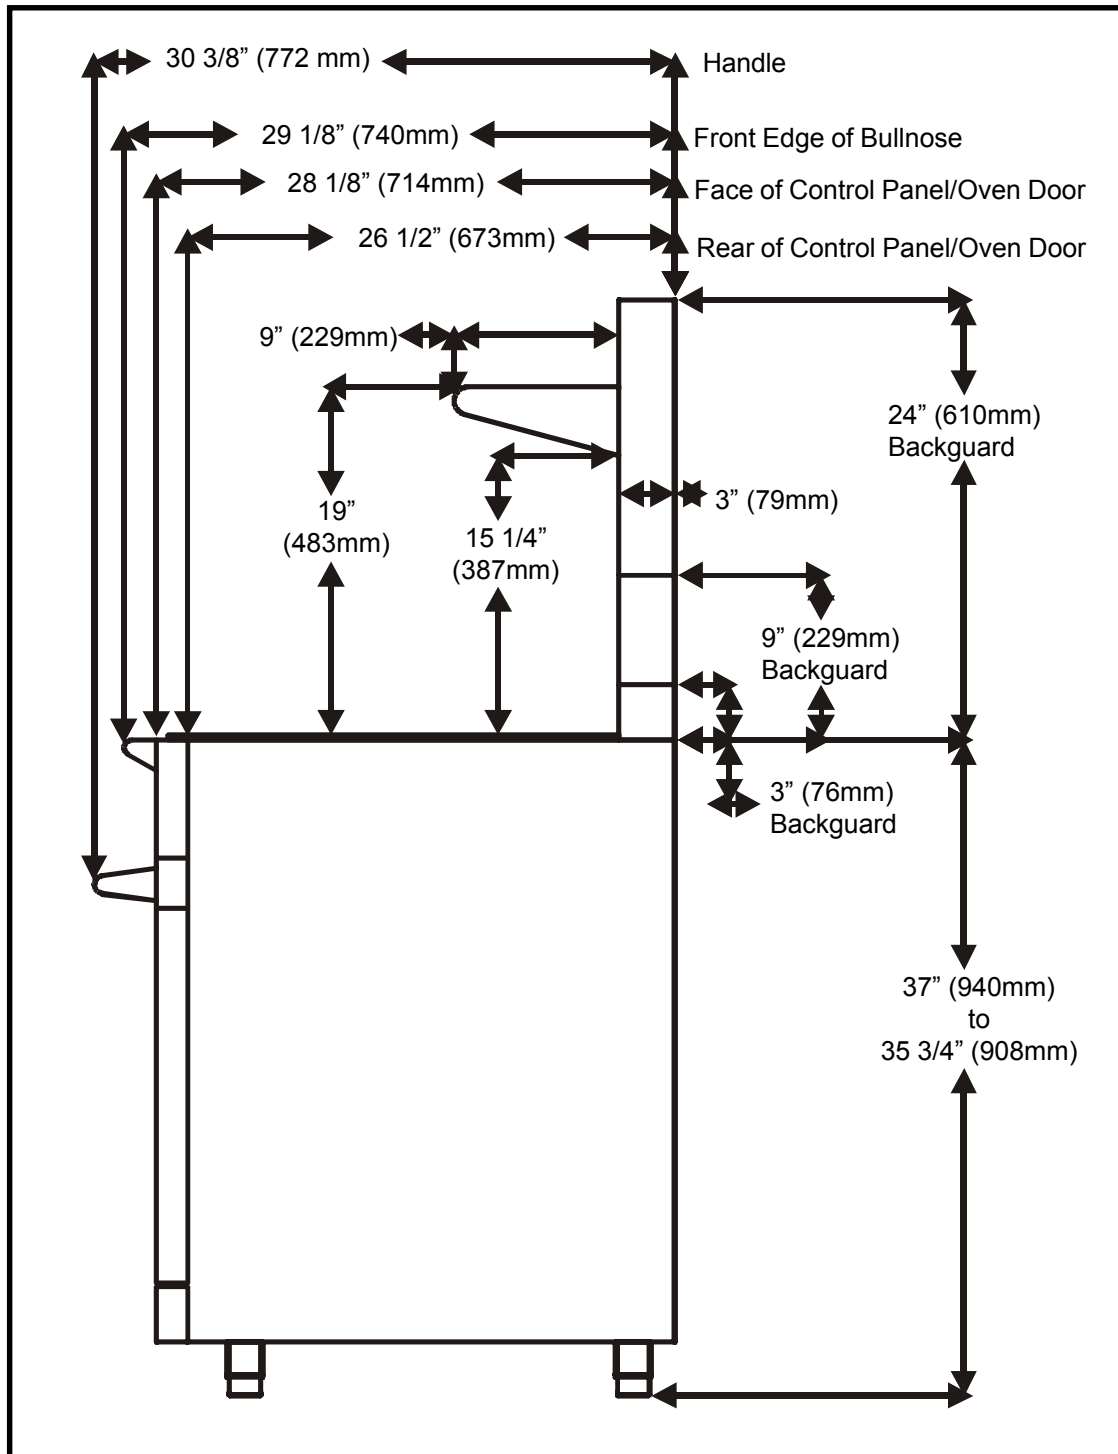 30 3/8” (772 mm)
Handle
29 1/8” (740mm)
Front Edge of Bullnose
28 1/8” (714mm)
Face of Control Panel/Oven Door
26 1/2” (673mm)
Rear of Control Panel/Oven Door
9” (229mm)
24” (610mm)
Backguard
3” (79mm)
19”
(483mm)
15 1/4”
(387mm)
9” (229mm)
Backguard
3” (76mm)
Backguard
37” (940mm)
to
35 3/4” (908mm)